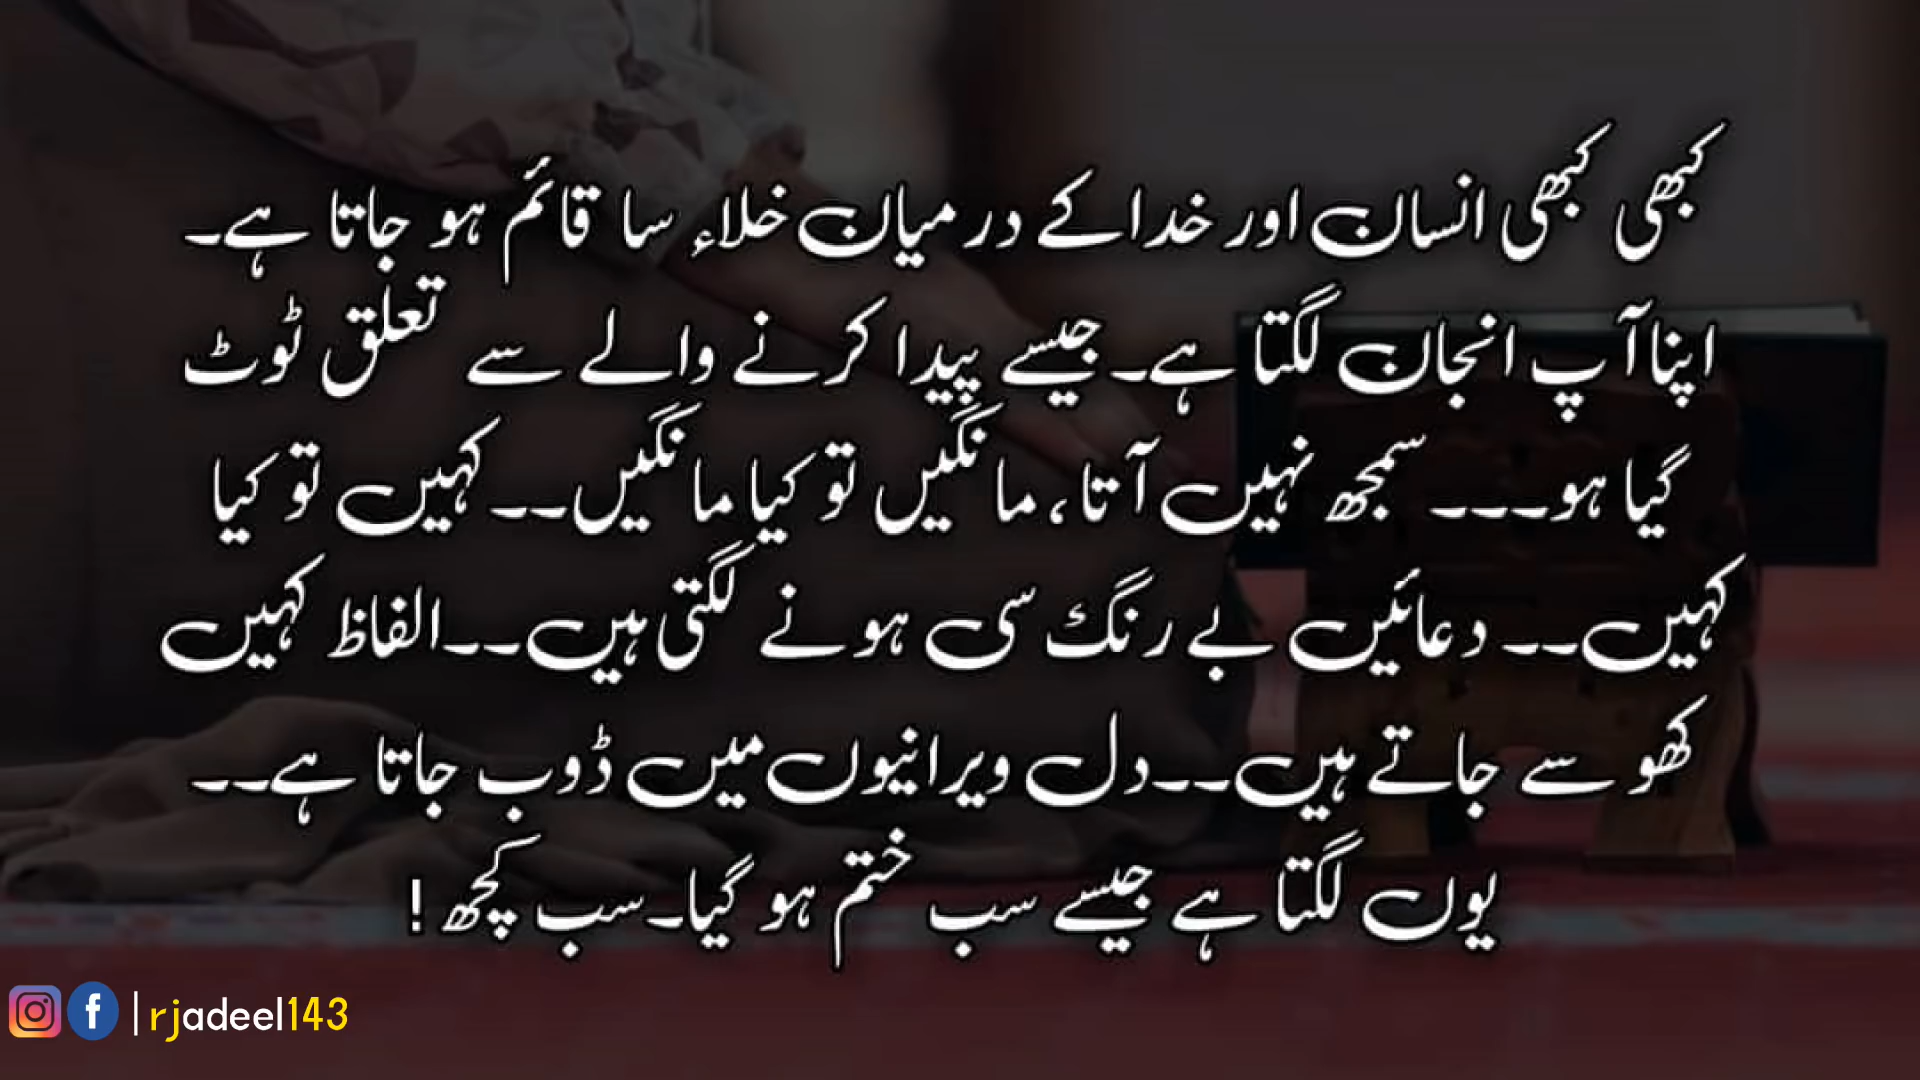 کبھی کبھی انسان اور خدا کے درمیان خلاء سا قائم ہو جاتا ہے۔
اپنا آپ انجان لگتا ہے۔ جیسے پیدا کرنے والے سے تعلق ٹوٹ
گیا ہو۔۔۔ سمجھ نہیں آتا، مانگیں تو کیا مانگیں۔۔ کہیں تو کیا
کہیں۔۔ دعائیں بے رنگ سی ہونے لگتی ہیں۔۔ الفاظ کہیں
کھو سے جاتے ہیں۔۔ دل ویرانیوں میں ڈوب جاتا ہے۔۔
یوں لگتا ہے جیسے سب ختم ہو گیا۔ سب کچھ!
|rjadeel143